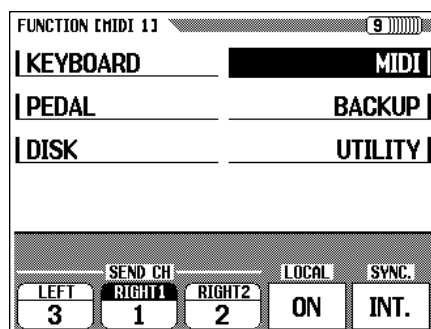 FUNCTION [MIDI 1] 9
KEYBOARD MIDI
PEDAL BACKUP
DISK UTILITY
SEND CH LOCAL SYNC.
LEFT RIGHT1 RIGHT2
3 1 2 ON INT.